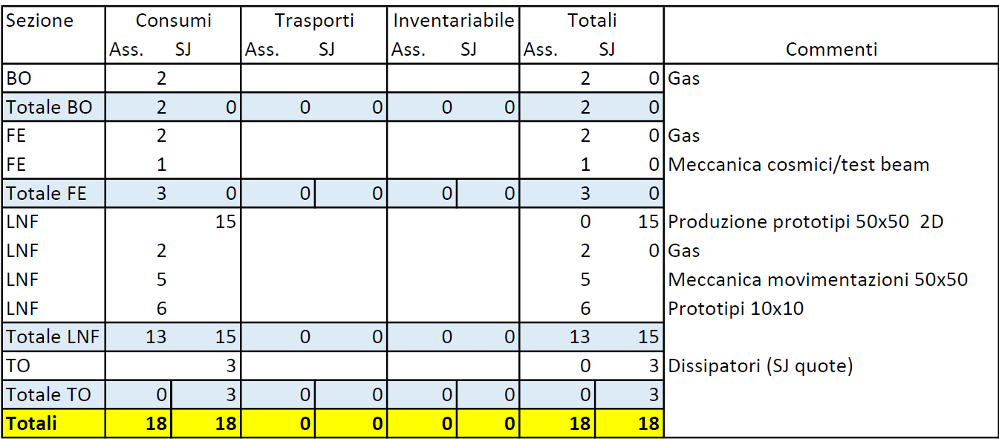 Sezione Consumi Trasporti Inventariabile Totali
Ass. SJ Ass. SJ Ass. SJ Ass. SJ Commenti
BO 2 2 0 Gas
Totale BO 2 0 0 0 0 0 2 0
FE 2 2 0 Gas
FE 1 1 0 Meccanica cosmici/test beam
Totale FE 3 0 0 0 0 0 3 0
LNF 15 0 15 Produzione prototipi 50x50 2D
LNF 2 2 0 Gas
LNF 5 5 Meccanica movimentazioni 50x50
LNF 6 6 Prototipi 10x10
Totale LNF 13 15 0 0 0 0 13 15
TO 3 0 3 Dissipatori (SJ quote)
Totale TO 0 3 0 0 0 0 0 3
Totali 18 18 0 0 0 0 18 18